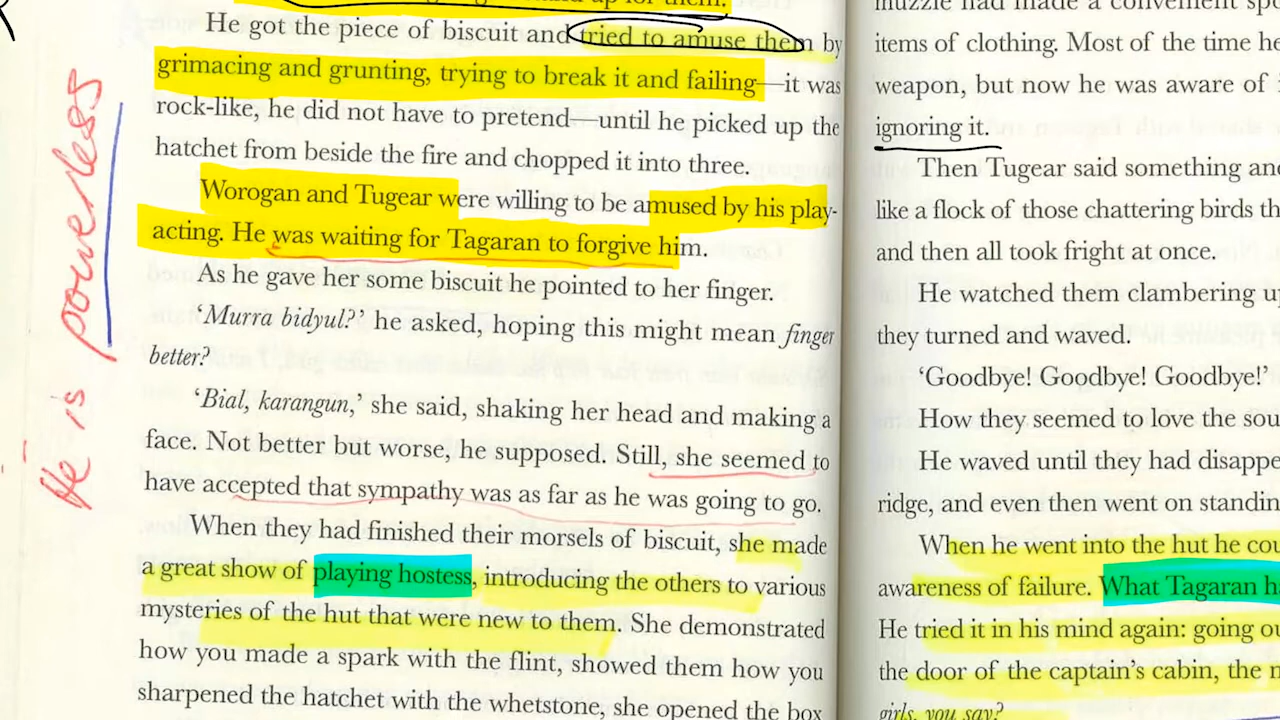 He is powerless
He got the piece of biscuit and tried to amuse them by
grimacing and grunting, trying to break it and failing—it was
rock-like, he did not have to pretend—until he picked up the
hatchet from beside the fire and chopped it into three.
Worogan and Tugear were willing to be amused by his play-
acting. He was waiting for Tagaran to forgive him.
As he gave her some biscuit he pointed to her finger.
‘Murra bidyul?’ he asked, hoping this might mean finger
better?
‘Bial, karangun,’ she said, shaking her head and making a
face. Not better but worse, he supposed. Still, she seemed to
have accepted that sympathy was as far as he was going to go.
When they had finished their morsels of biscuit, she made
a great show of playing hostess, introducing the others to various
mysteries of the hut that were new to them. She demonstrated
how you made a spark with the flint, showed them how you
sharpened the hatchet with the whetstone, she opened the box
muzzle had made a convenient
items of clothing. Most of the time he
weapon, but now he was aware of
ignoring it.
Then Tugear said something
like a flock of those chattering birds
and then all took fright at once.
He watched them clambering
they turned and waved.
‘Goodbye! Goodbye! Goodbye!’
How they seemed to love the
He waved until they had
ridge, and even then went on
When he went into the hut he
awareness of failure. What Tagaran
He tried it in his mind again: going
the door of the captain’s cabin, the
girls, you say?